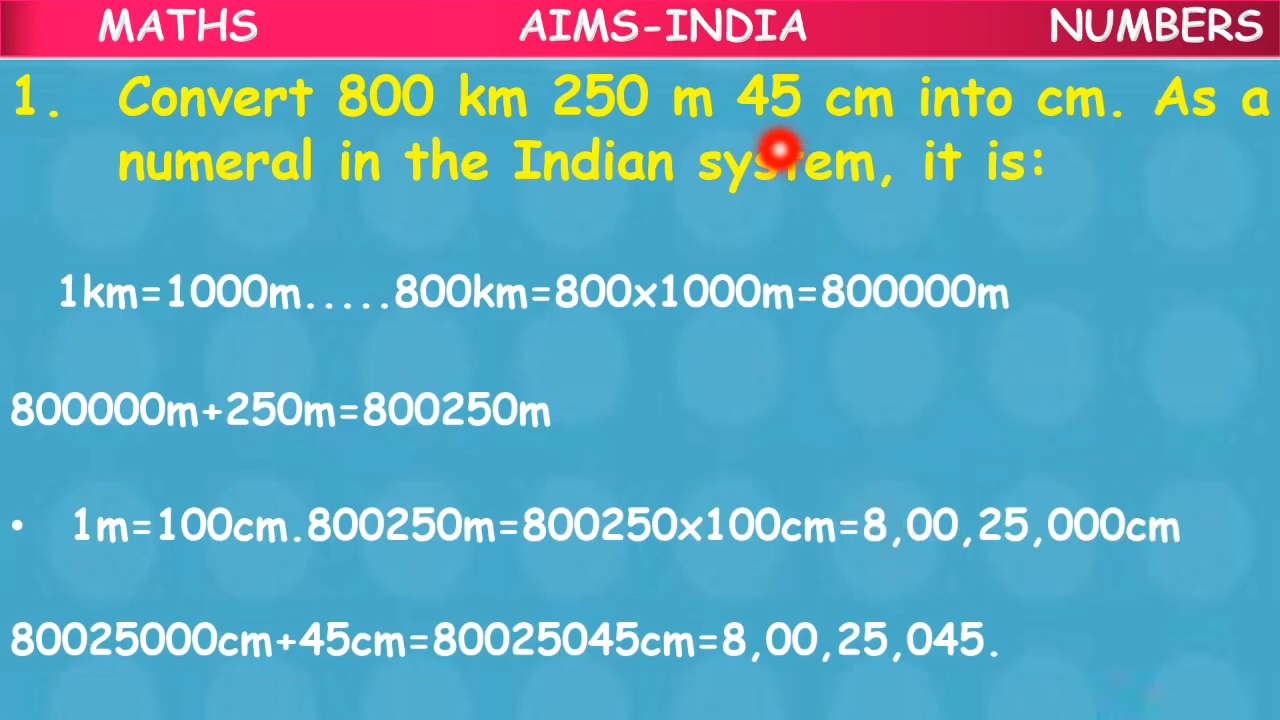 MATHS AIMS-INDIA NUMBERS
1. Convert 800 km 250 m 45 cm into cm. As a
numeral in the Indian system, it is:
1km=1000m.....800km=800x1000m=800000m
800000m+250m=800250m
• 1m=100cm.800250m=800250x100cm=8,00,25,000cm
80025000cm+45cm=80025045cm=8,00,25,045.